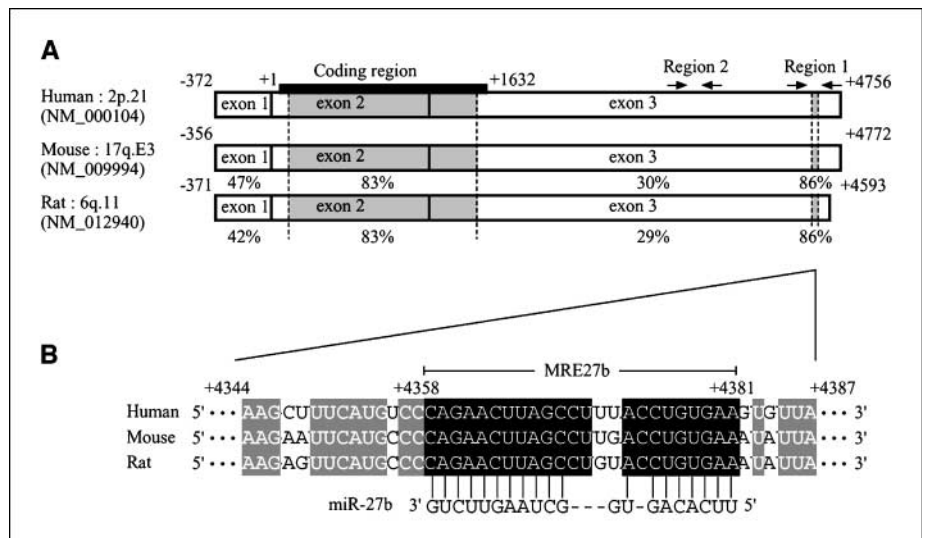 A
-372 +1 Coding region +1632 Region 2 Region 1 +4756
Human : 2p.21 exon 1 exon 2 exon 3
(NM_000104)
-356 +4772
Mouse : 17q.E3 exon 1 exon 2 exon 3
(NM_009994)
47% 83% 30% 86%
-371 +4593
Rat : 6q.11 exon 1 exon 2 exon 3
(NM_012940)
42% 83% 29% 86%
B
MRE27b
+4344 +4358 +4381 +4387
Human 5' ··· AAGCUUUCAUGUCCCAGAACUUAGCCUUUACCUGUGAAGUGUUA ··· 3'
Mouse 5' ··· AAGAAUUCAUGCCCCAGAACUUAGCCUUGACCUGUGAAAUAUUA ··· 3'
Rat 5' ··· AAGAGUUCAUGCCCCAGAACUUAGCCUGUACCUGUGAAAUAUUA ··· 3'
miR-27b 3' GUCUUGAAUCG---GU-GACACUU 5'